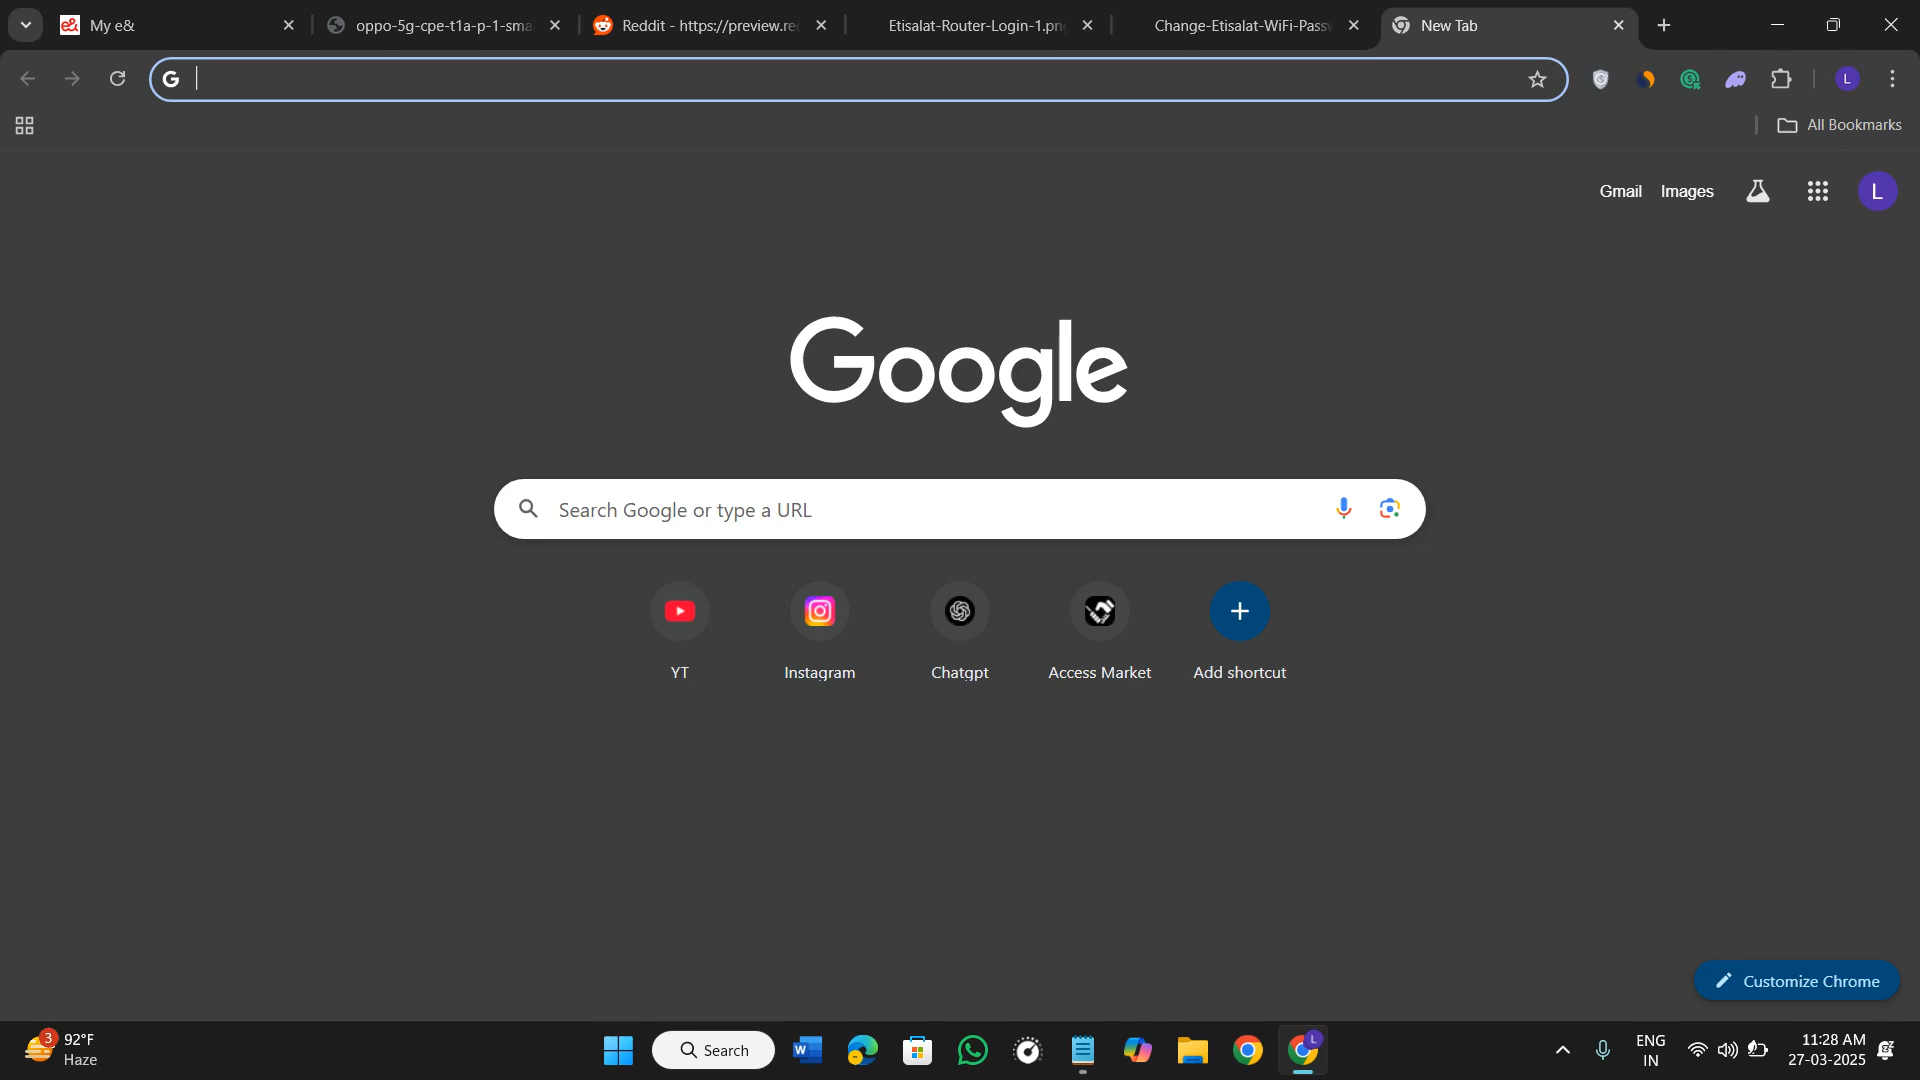 My e&
oppo-5g-cpe-t1a-p-1-sma
Reddit - https://preview.re
Etisalat-Router-Login-1.pn
Change-Etisalat-WiFi-Passw
New Tab
All Bookmarks
Gmail
Images
L
Google
Search Google or type a URL
YT
Instagram
Chatgpt
Access Market
Add shortcut
Customize Chrome
3
92°F
Haze
Search
ENG
IN
11:28 AM
27-03-2025